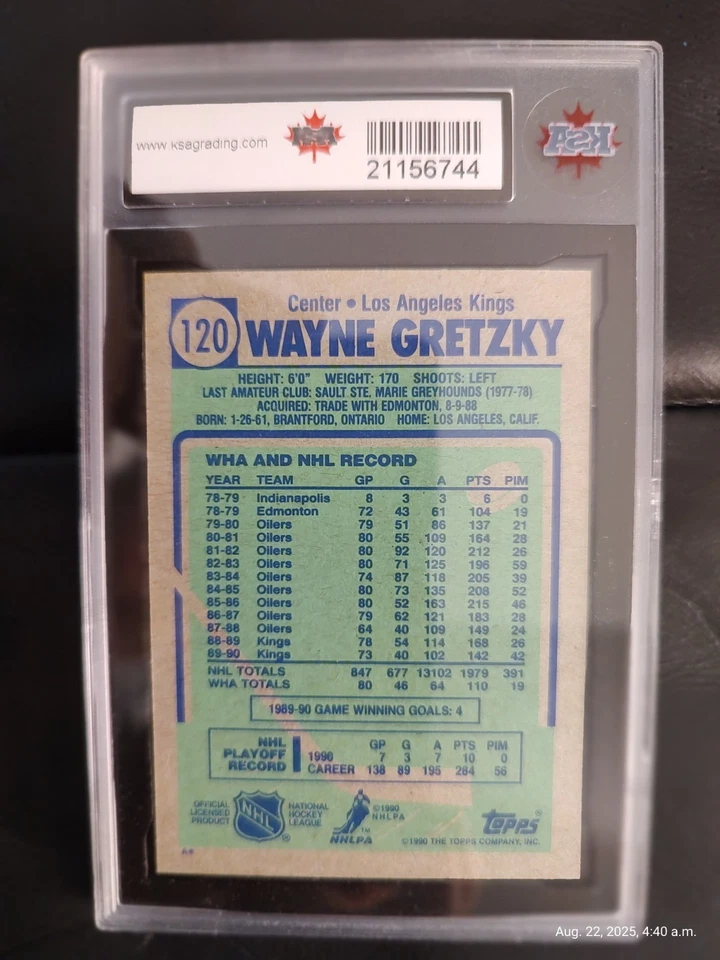 www.ksagrading.com KSA
21156744
KSA
120 Center • Los Angeles Kings
WAYNE GRETZKY
HEIGHT: 6'0" WEIGHT: 170 SHOOTS: LEFT
LAST AMATEUR CLUB: SAULT STE. MARIE GREYHOUNDS (1977-78)
ACQUIRED: TRADE WITH EDMONTON, 8-9-88
BORN: 1-26-61, BRANTFORD, ONTARIO HOME: LOS ANGELES, CALIF.
WHA AND NHL RECORD
YEAR TEAM GP G A PTS PIM
78-79 Indianapolis 8 3 3 6 0
78-79 Edmonton 72 43 61 104 19
79-80 Oilers 79 51 86 137 21
80-81 Oilers 80 55 109 164 28
81-82 Oilers 80 92 120 212 26
82-83 Oilers 80 71 125 196 59
83-84 Oilers 74 87 118 205 39
84-85 Oilers 80 73 135 208 52
85-86 Oilers 80 52 163 215 46
86-87 Oilers 79 62 121 183 28
87-88 Oilers 64 40 109 149 24
88-89 Kings 78 54 114 168 26
89-90 Kings 73 40 102 142 42
NHL TOTALS 847 677 13102 1979 391
WHA TOTALS 80 46 64 110 19
1989-90 GAME WINNING GOALS: 4
NHL PLAYOFF RECORD
GP G A PTS PIM
1990 7 3 7 10 0
CAREER 138 89 195 284 56
OFFICIAL LICENSED PRODUCT
NHL ®
NATIONAL HOCKEY LEAGUE
©1990 NHLPA
NHLPA ™
topps®
©1990 THE TOPPS COMPANY, INC.
A*
Aug. 22, 2025, 4:40 a.m.